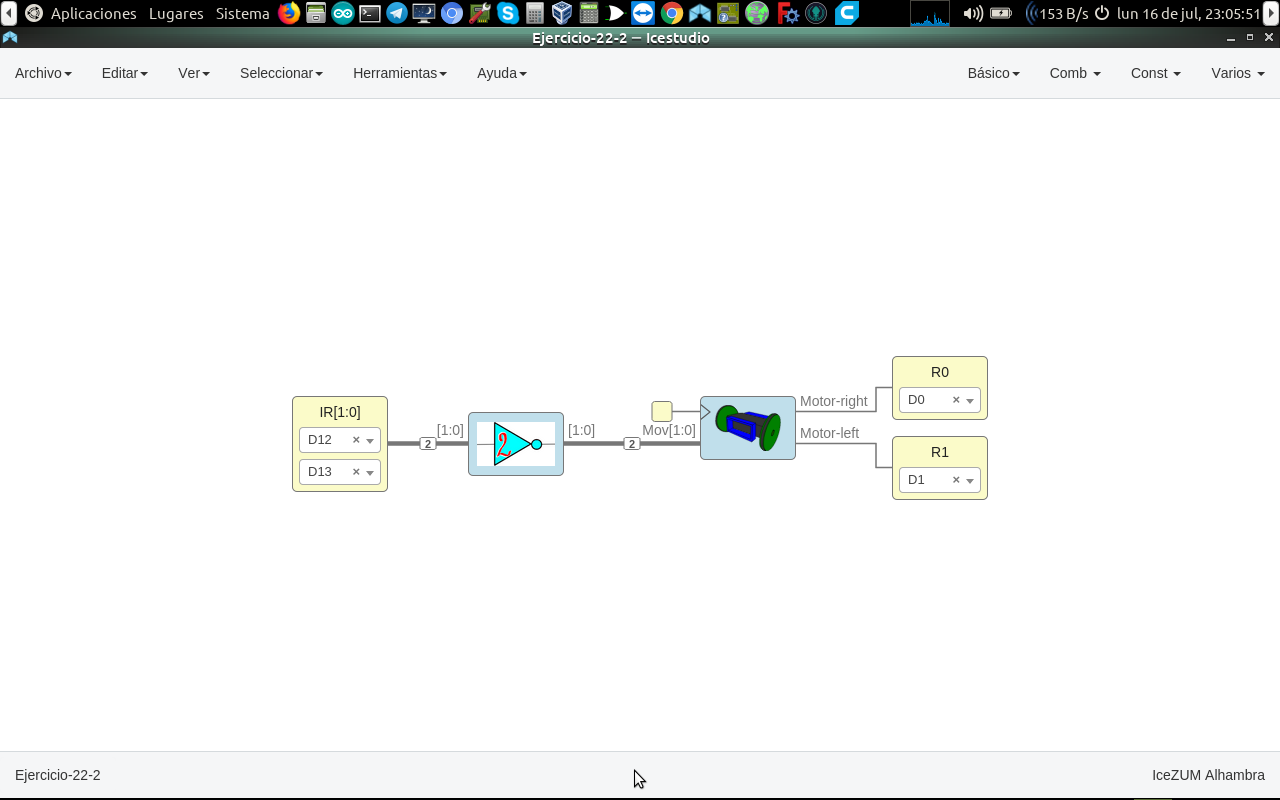 Aplicaciones Lugares Sistema 153 B/s lun 16 de jul, 23:05:51
Ejercicio-22-2 — Icestudio
Archivo Editar Ver Seleccionar Herramientas Ayuda Básico Comb Const Varios
R0
D0 ×
IR[1:0]
D12 ×
D13 ×
2
[1:0]
2
[1:0]
2
Mov[1:0]
Motor-right
Motor-left
R1
D1 ×
Ejercicio-22-2 IceZUM Alhambra